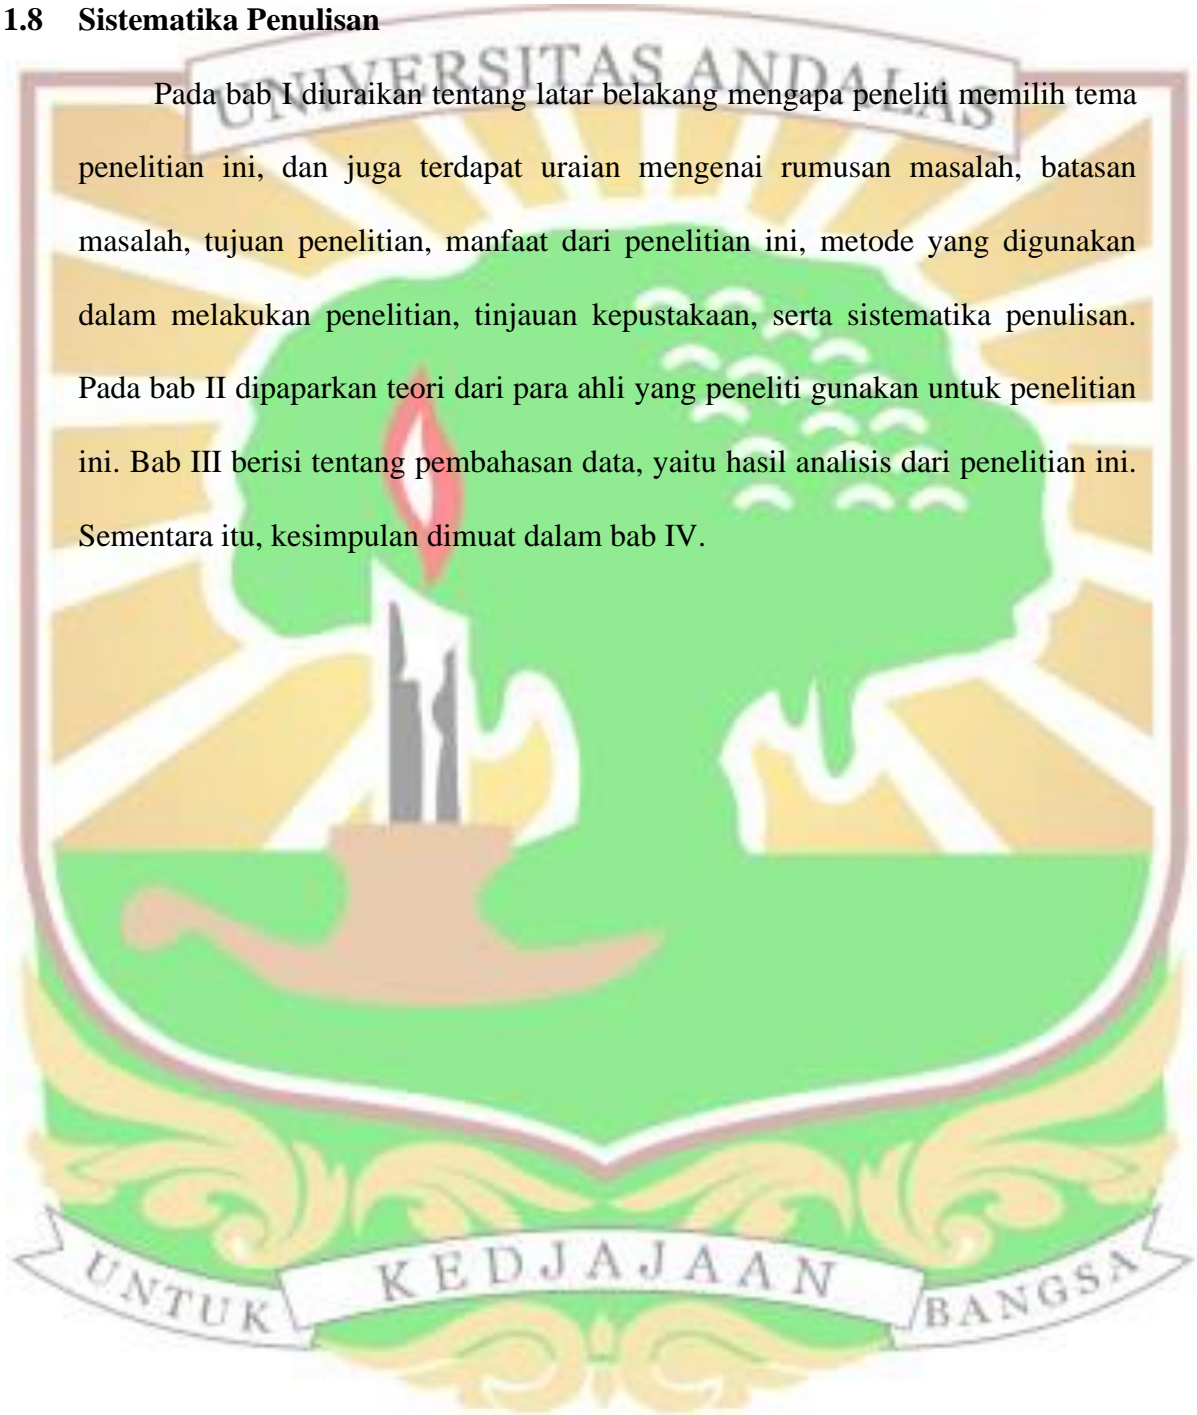 1.8 Sistematika Penulisan
UNIVERSITAS ANDALAS
Pada bab I diuraikan tentang latar belakang mengapa peneliti memilih tema
penelitian ini, dan juga terdapat uraian mengenai rumusan masalah, batasan
masalah, tujuan penelitian, manfaat dari penelitian ini, metode yang digunakan
dalam melakukan penelitian, tinjauan kepustakaan, serta sistematika penulisan.
Pada bab II dipaparkan teori dari para ahli yang peneliti gunakan untuk penelitian
ini. Bab III berisi tentang pembahasan data, yaitu hasil analisis dari penelitian ini.
Sementara itu, kesimpulan dimuat dalam bab IV.
UNTUK KEDJAJAAN BANGSA